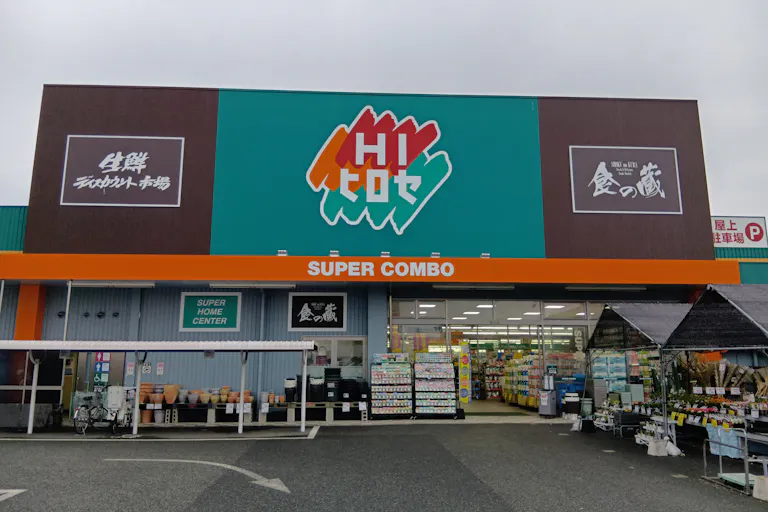 生鮮
ディスカウント市場
HI
ヒロセ
食の蔵
屋上
駐車場 P
SUPER COMBO
SUPER
HOME
CENTER
食の蔵